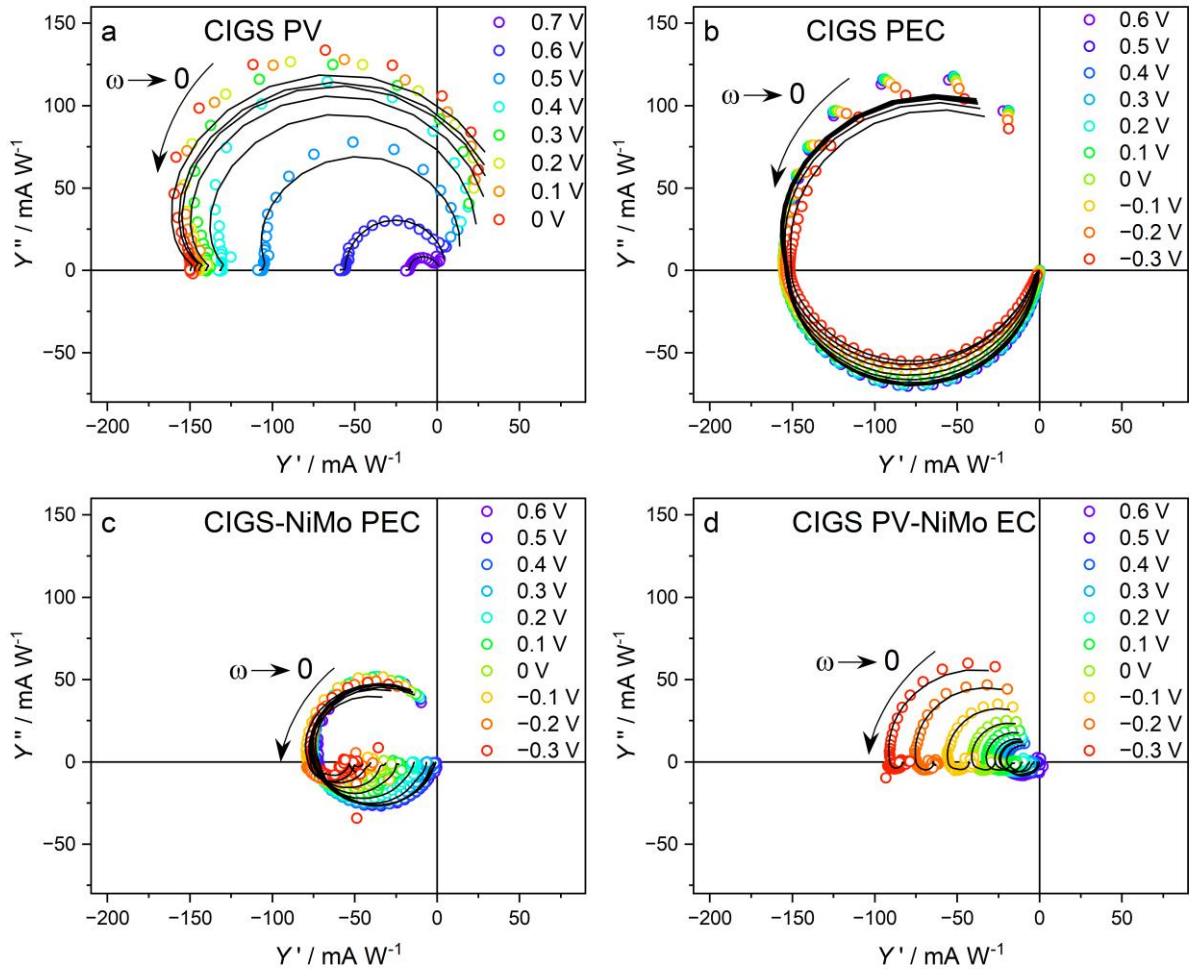 a
CIGS PV
ω → 0
0.7 V
0.6 V
0.5 V
0.4 V
0.3 V
0.2 V
0.1 V
0 V
150
100
50
0
−50
Y'' / mA W⁻¹
−200 −150 −100 −50 0 50
Y' / mA W⁻¹
b
CIGS PEC
ω → 0
0.6 V
0.5 V
0.4 V
0.3 V
0.2 V
0.1 V
0 V
−0.1 V
−0.2 V
−0.3 V
150
100
50
0
−50
Y'' / mA W⁻¹
−200 −150 −100 −50 0 50
Y' / mA W⁻¹
c
CIGS-NiMo PEC
ω → 0
0.6 V
0.5 V
0.4 V
0.3 V
0.2 V
0.1 V
0 V
−0.1 V
−0.2 V
−0.3 V
150
100
50
0
−50
Y'' / mA W⁻¹
−200 −150 −100 −50 0 50
Y' / mA W⁻¹
d
CIGS PV-NiMo EC
ω → 0
0.6 V
0.5 V
0.4 V
0.3 V
0.2 V
0.1 V
0 V
−0.1 V
−0.2 V
−0.3 V
150
100
50
0
−50
Y'' / mA W⁻¹
−200 −150 −100 −50 0 50
Y' / mA W⁻¹